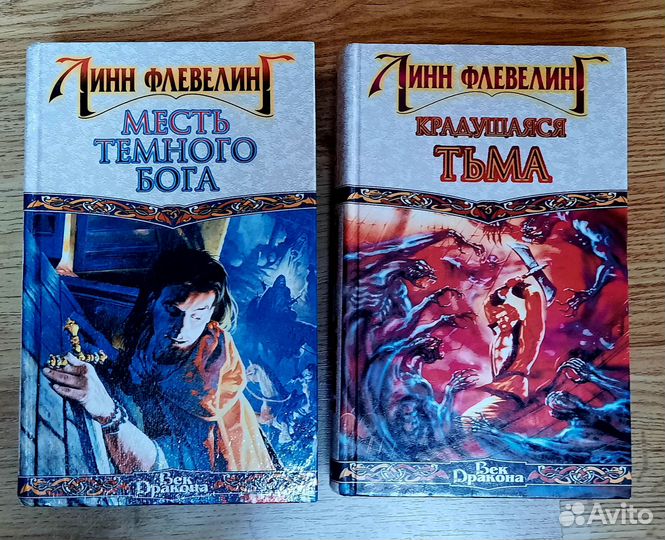 Линн Флевелинг
Месть
Темного
Бога
Век
Дракона
Линн Флевелинг
Крадущаяся
Тьма
Век
Дракона
Avito